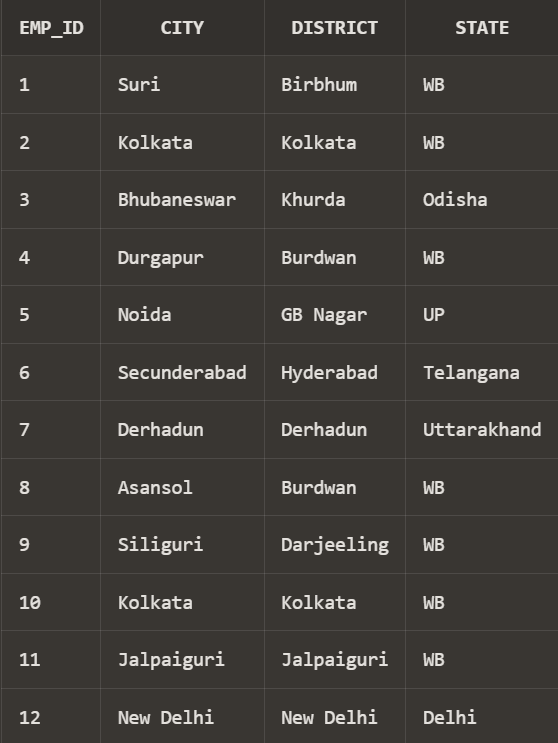 EMP_ID CITY DISTRICT STATE
1 Suri Birbhum WB
2 Kolkata Kolkata WB
3 Bhubaneswar Khurda Odisha
4 Durgapur Burdwan WB
5 Noida GB Nagar UP
6 Secunderabad Hyderabad Telangana
7 Derhadun Derhadun Uttarakhand
8 Asansol Burdwan WB
9 Siliguri Darjeeling WB
10 Kolkata Kolkata WB
11 Jalpaiguri Jalpaiguri WB
12 New Delhi New Delhi Delhi